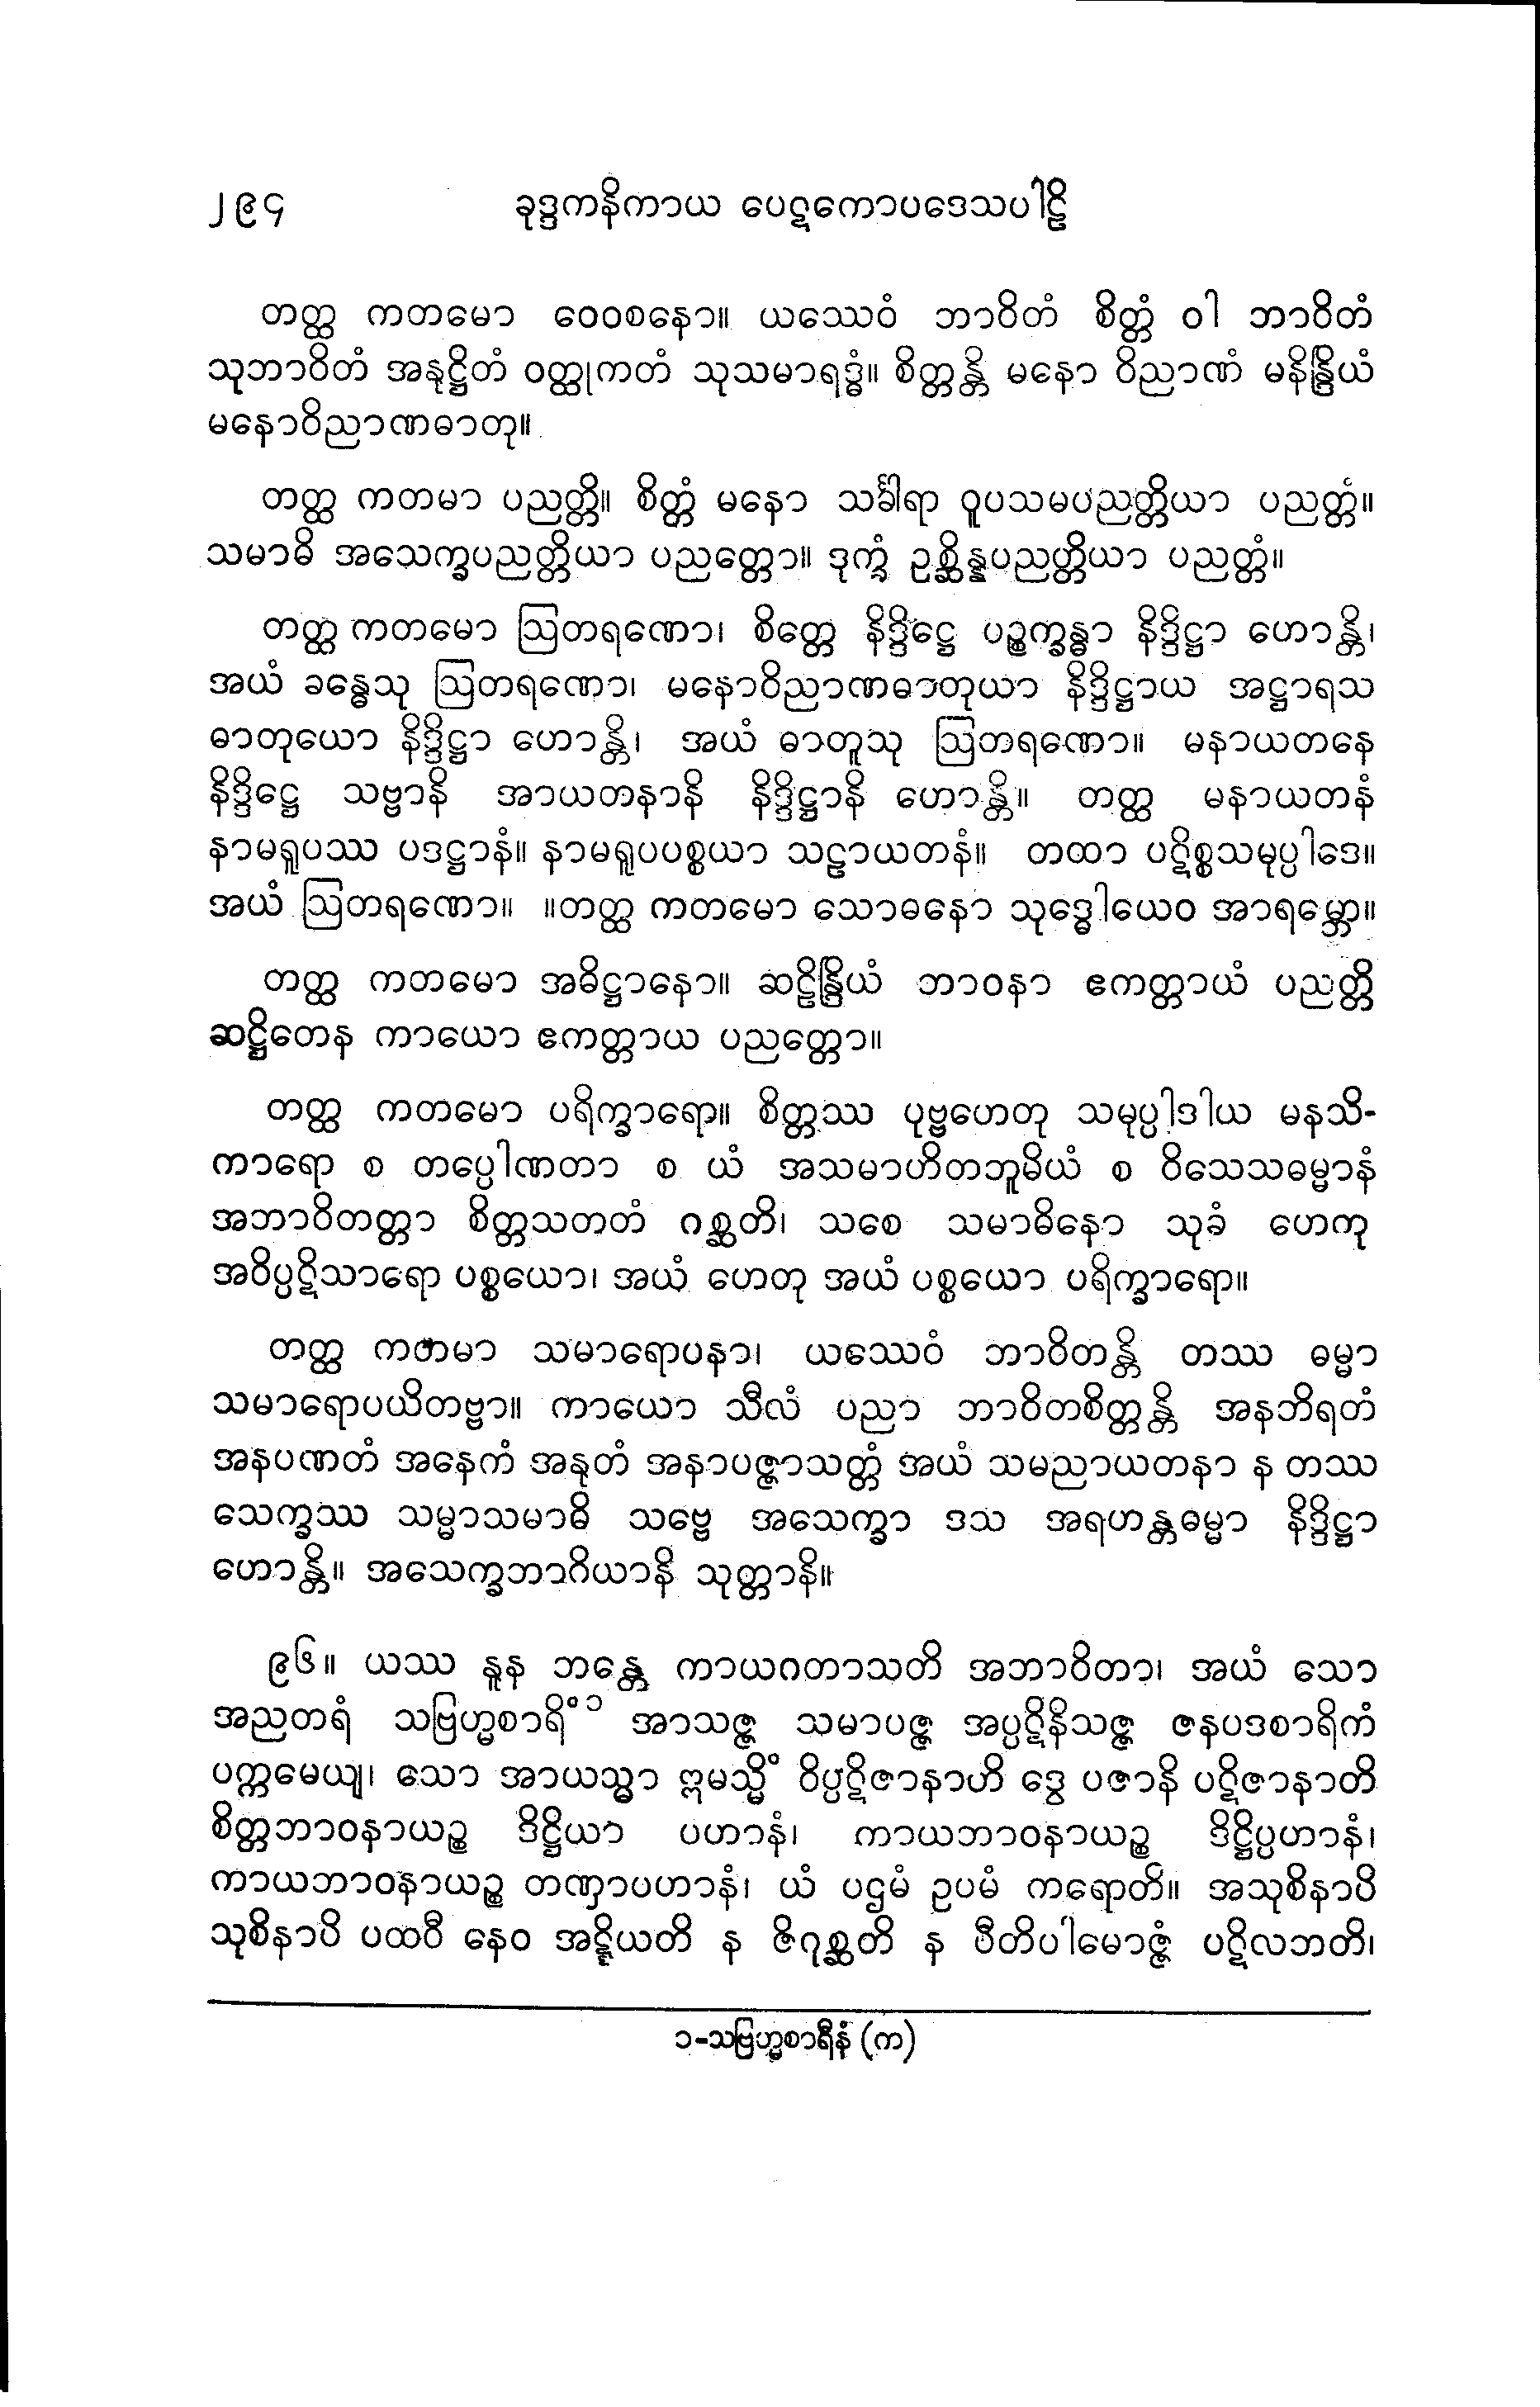 ၂၉၄ ခုဒ္ဒကနိကာယ ပေဋကောပဒေသပါဠိ
တတ္ထ ကတမော ဝေဝစနော။ ယဿေဝံ ဘာဝိတံ စိတ္တံ ဝါ ဘာဝိတံ
သုဘာဝိတံ အနုဋ္ဌိတံ ဝတ္ထုကတံ သုသမာရဒ္ဓံ။ စိတ္တန္တိ မနော ဝိညာဏံ မနိန္ဒြိယံ
မနောဝိညာဏဓာတု။
တတ္ထ ကတမာ ပညတ္တိ။ စိတ္တံ မနော သင်္ခါရာ ဝူပသမပညတ္တိယာ ပညတ္တံ။
သမာဓိ အသေက္ခပညတ္တိယာ ပညတ္တော။ ဒုက္ခံ ဥစ္ဆိန္နပညတ္တိယာ ပညတ္တံ။
တတ္ထ ကတမော ဩတရဏော၊ စိတ္တေ နိဒ္ဒိဋ္ဌေ ပဉ္စက္ခန္ဓာ နိဒ္ဒိဋ္ဌာ ဟောန္တိ၊
အယံ ခန္ဓေသု ဩတရဏော၊ မနောဝိညာဏဓာတုယာ နိဒ္ဒိဋ္ဌာယ အဋ္ဌာရသ
ဓာတုယော နိဒ္ဒိဋ္ဌာ ဟောန္တိ၊ အယံ ဓာတူသု ဩတရဏော။ မနာယတနေ
နိဒ္ဒိဋ္ဌေ သဗ္ဗာနိ အာယတနာနိ နိဒ္ဒိဋ္ဌာနိ ဟောန္တိ။ တတ္ထ မနာယတနံ
နာမရူပဿ ပဒဋ္ဌာနံ။ နာမရူပပစ္စယာ သဠာယတနံ။ တထာ ပဋိစ္စသမုပ္ပါဒေ။
အယံ ဩတရဏော။ ။တတ္ထ ကတမော သောဓနော သုဒ္ဓေါယေဝ အာရမ္ဘော။
တတ္ထ ကတမော အဓိဋ္ဌာနော။ ဆဠိန္ဒြိယံ ဘာဝနာ ဧကတ္တာယံ ပညတ္တိ
ဆဋ္ဌိတေန ကာယော ဧကတ္တာယ ပညတ္တော။
တတ္ထ ကတမော ပရိက္ခာရော။ စိတ္တဿ ပုဗ္ဗဟေတု သမုပ္ပါဒါယ မနသိ-
ကာရော စ တပ္ပေါဏတာ စ ယံ အသမာဟိတဘူမိယံ စ ဝိသေသဓမ္မာနံ
အဘာဝိတတ္တာ စိတ္တသတတံ ဂစ္ဆတိ၊ သစေ သမာဓိနော သုခံ ဟေတု
အဝိပ္ပဋိသာရော ပစ္စယော၊ အယံ ဟေတု အယံ ပစ္စယော ပရိက္ခာရော။
တတ္ထ ကတမာ သမာရောပနာ၊ ယဿေဝံ ဘာဝိတန္တိ တဿ ဓမ္မာ
သမာရောပယိတဗ္ဗာ။ ကာယော သီလံ ပညာ ဘာဝိတစိတ္တန္တိ အနဘိရတံ
အနပဏတံ အနေကံ အနုတံ အနာပဇ္ဇာသတ္တံ အယံ သမညာယတနာ န တဿ
သေက္ခဿ သမ္မာသမာဓိ သဗ္ဗေ အသေက္ခာ ဒသ အရဟန္တဓမ္မာ နိဒ္ဒိဋ္ဌာ
ဟောန္တိ။ အသေက္ခဘာဂိယာနိ သုတ္တာနိ။
၉၆။ ယဿ နူန ဘန္တေ ကာယဂတာသတိ အဘာဝိတာ၊ အယံ သော
အညတရံ သဗြဟ္မစာရိံ၁ အာသဇ္ဇ သမာပဇ္ဇ အပ္ပဋိနိသဇ္ဇ ဇနပဒစာရိကံ
ပက္ကမေယျ၊ သော အာယသ္မာ ဣမသ္မိံ ဝိပ္ပဋိဇာနာဟိ ဒွေ ပဇာနိ ပဋိဇာနာတိ
စိတ္တဘာဝနာယဉ္စ ဒိဋ္ဌိယာ ပဟာနံ၊ ကာယဘာဝနာယဉ္စ ဒိဋ္ဌိပ္ပဟာနံ၊
ကာယဘာဝနာယဉ္စ တဏှာပဟာနံ၊ ယံ ပဌမံ ဥပမံ ကရောတိ။ အသုစိနာပိ
သုစိနာပိ ပထဝီ နေဝ အဋ္ဋိယတိ န ဇိဂုစ္ဆတိ န ပီတိပါမောဇ္ဇံ ပဋိလဘတိ၊
၁-သဗြဟ္မစာရီနံ (က)